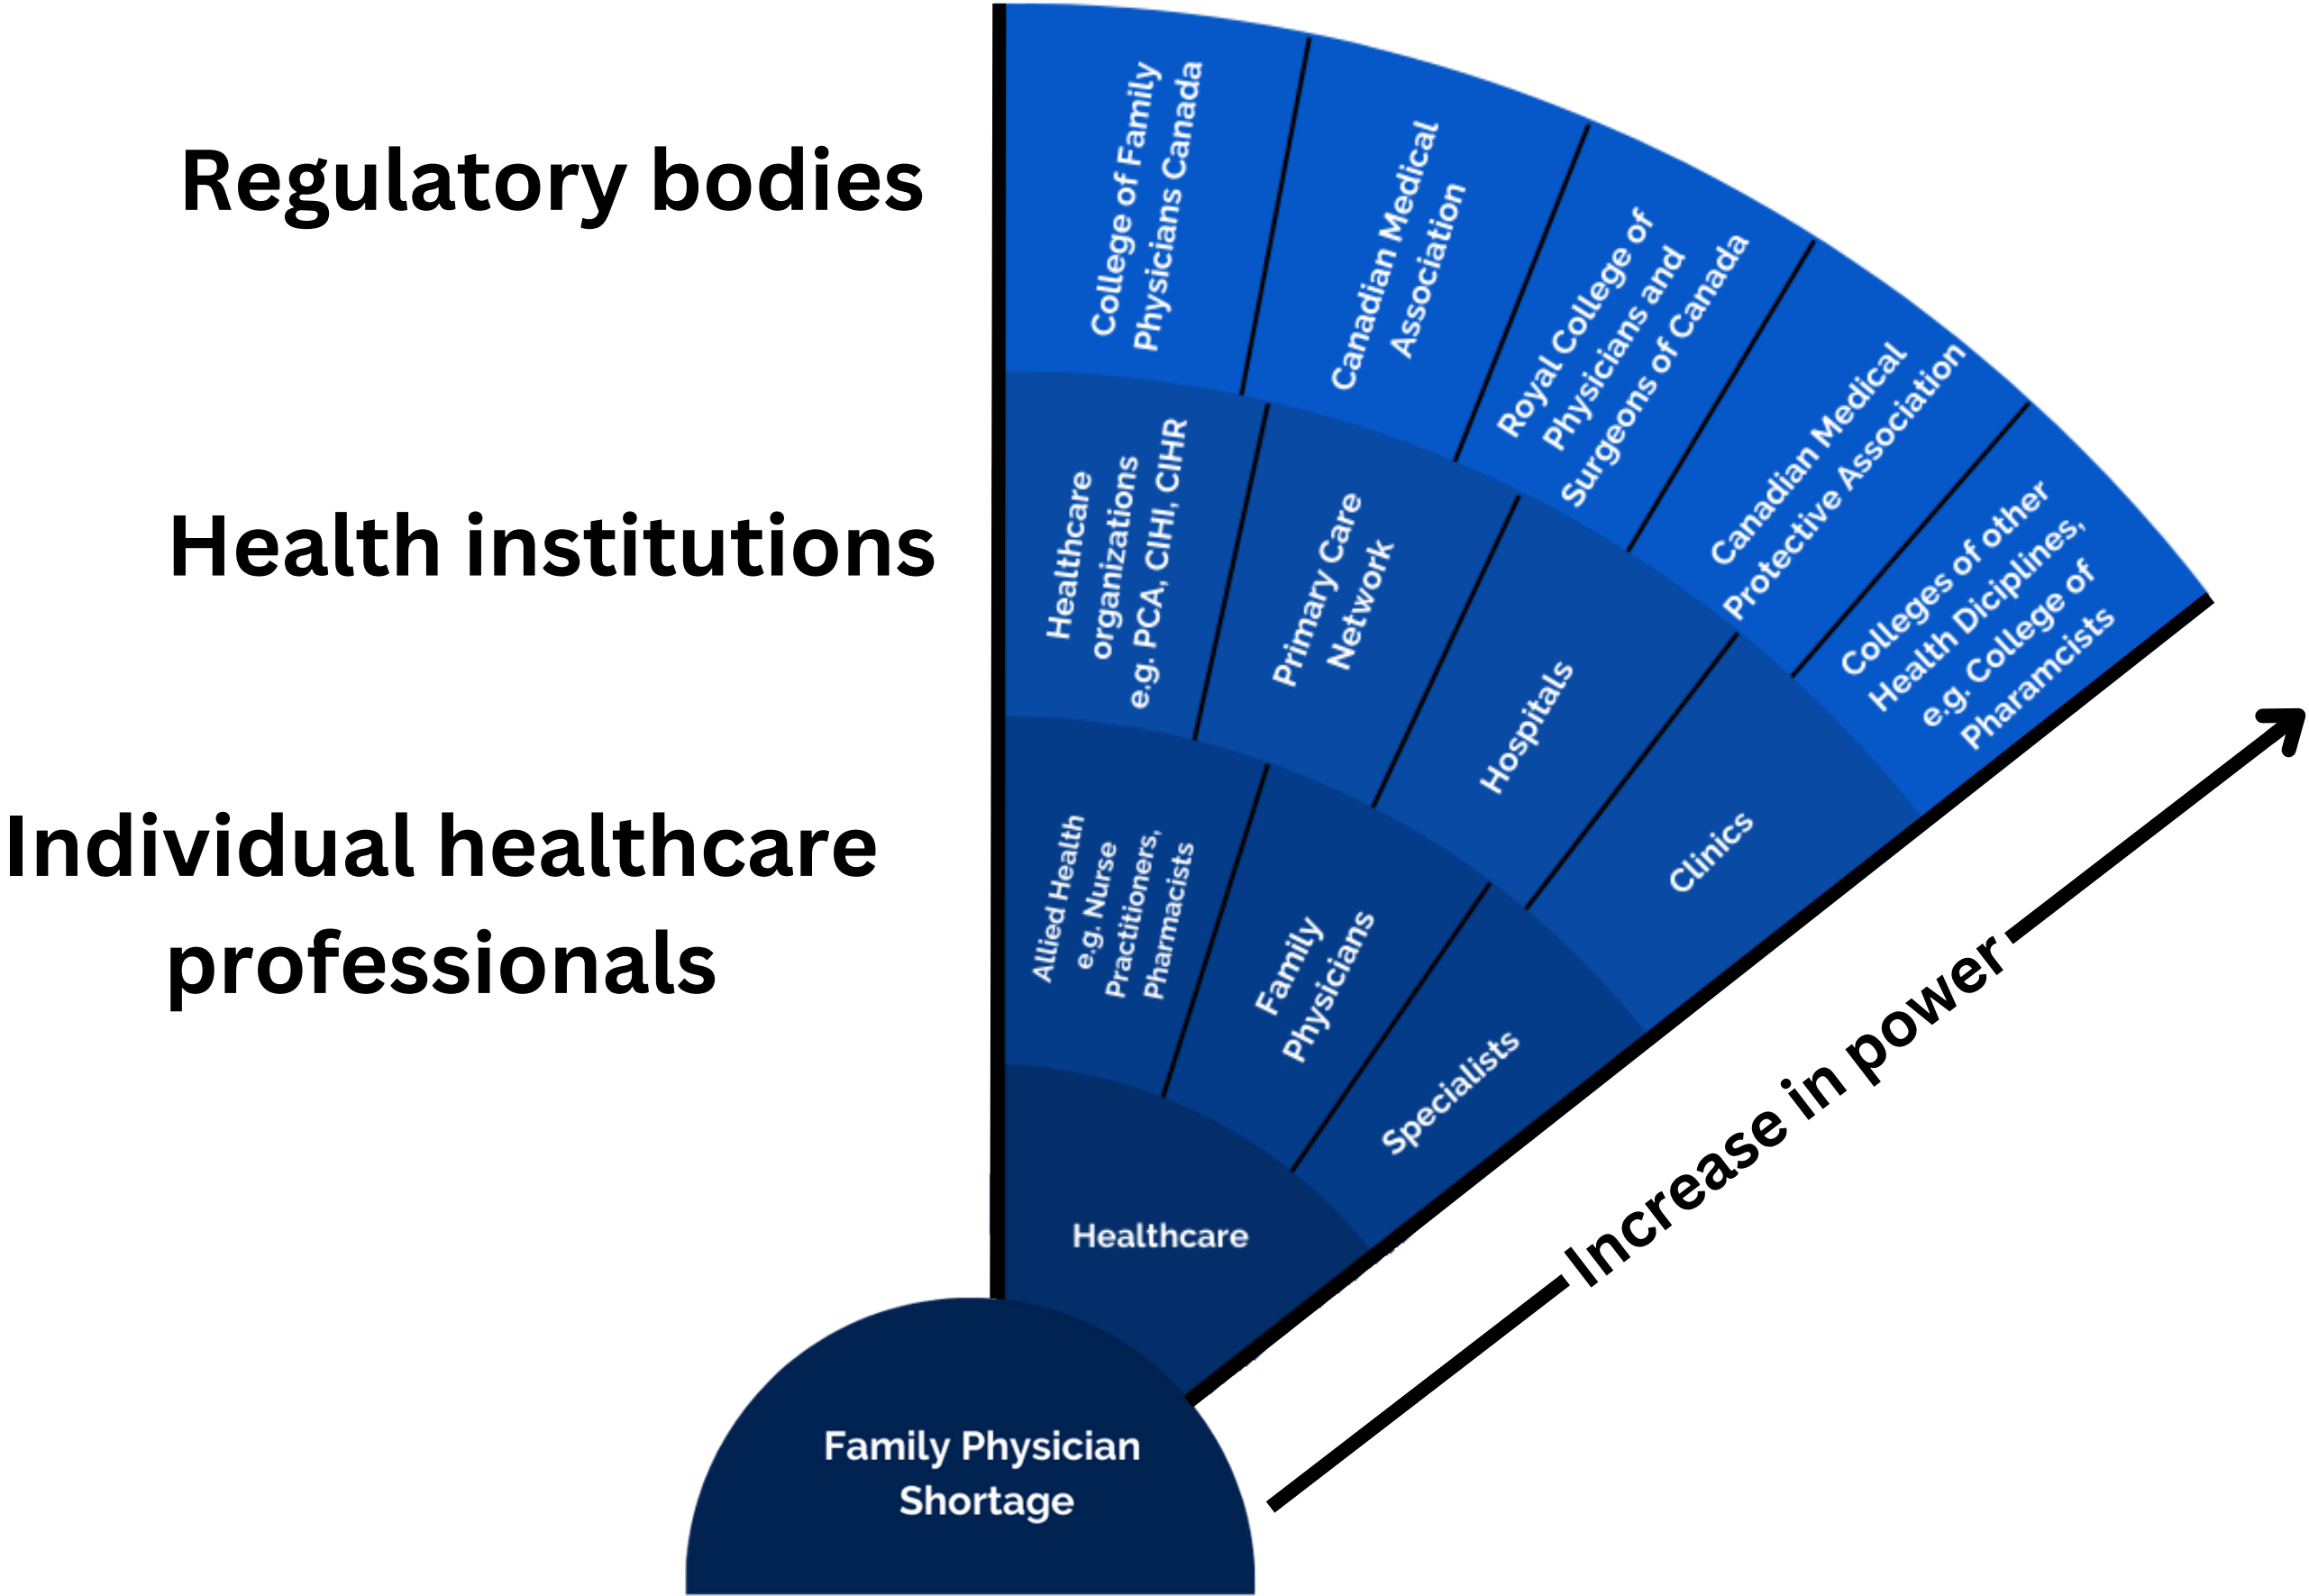 Regulatory bodies
College of Family
Physicians Canada
Canadian Medical
Association
Royal College of
Physicians and
Surgeons of Canada
Canadian Medical
Protective Association
Colleges of other
Health Diciplines,
e.g. College of
Pharamcists
Health institutions
Healthcare
organizations
e.g. PCA, CIHI, CIHR
Primary Care
Network
Hospitals
Clinics
Individual healthcare
professionals
Allied Health
e.g. Nurse
Practitioners,
Pharmacists
Family
Physicians
Specialists
Healthcare
Family Physician
Shortage
Increase in power